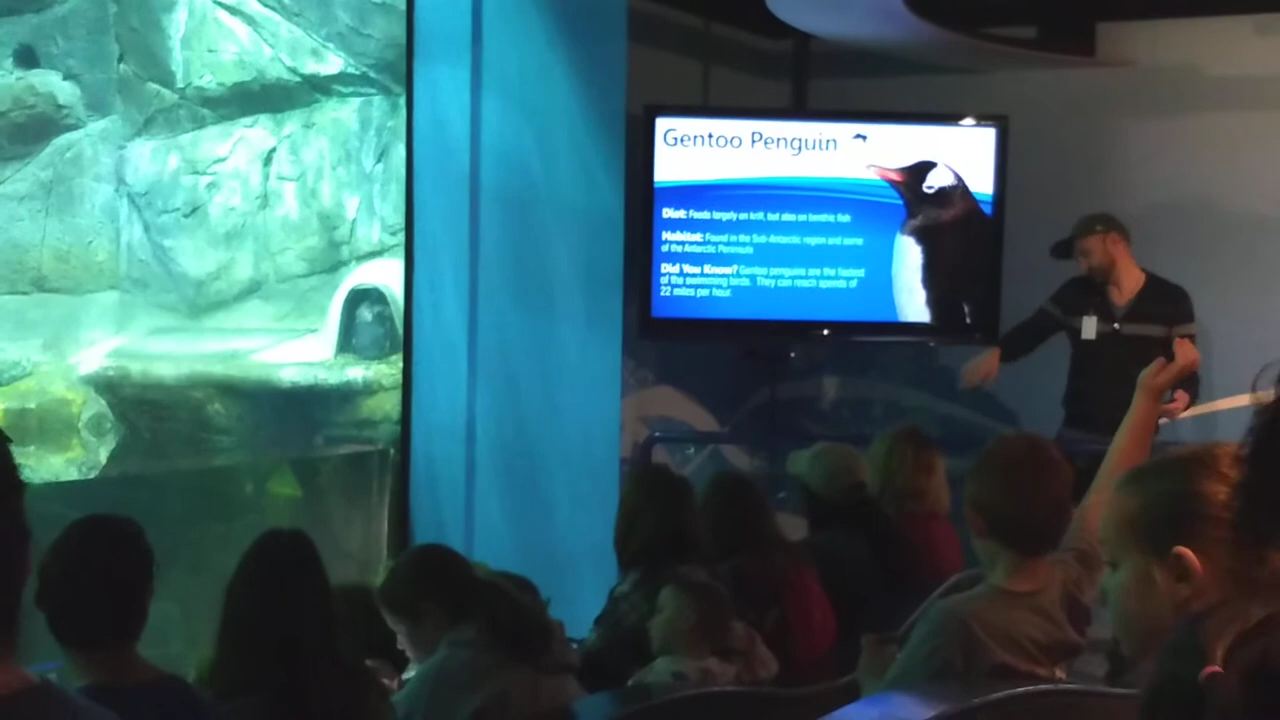 Gentoo Penguin
Diet: Feeds largely on krill, but also on benthic fish
Habitat: Found in the Sub-Antarctic region and some
of the Antarctic Peninsula
Did You Know? Gentoo penguins are the fastest
of the swimming birds. They can reach speeds of
22 miles per hour.